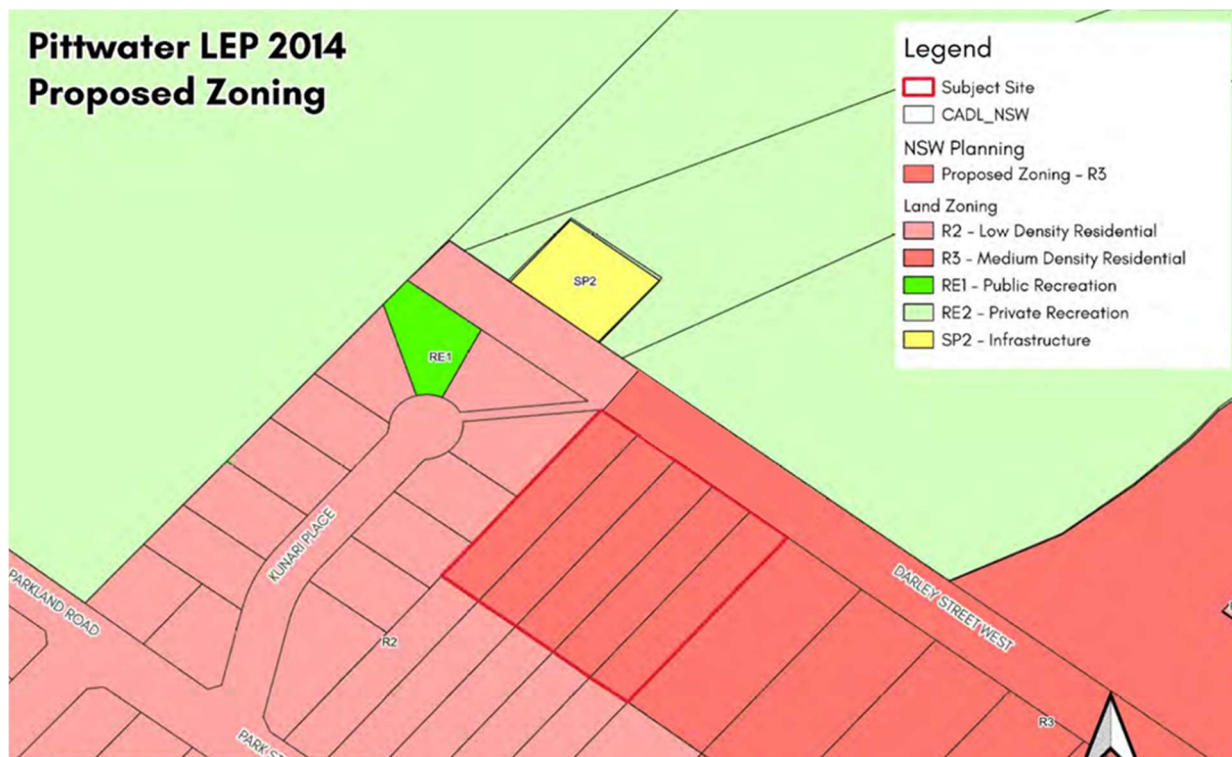 Pittwater LEP 2014
Proposed Zoning
Legend
Subject Site
CADL_NSW
NSW Planning
Proposed Zoning - R3
Land Zoning
R2 - Low Density Residential
R3 - Medium Density Residential
RE1 - Public Recreation
RE2 - Private Recreation
SP2 - Infrastructure
SP2
RE1
KUNARI PLACE
PARKLAND ROAD
DARLEY STREET WEST
R2
R3
PARK